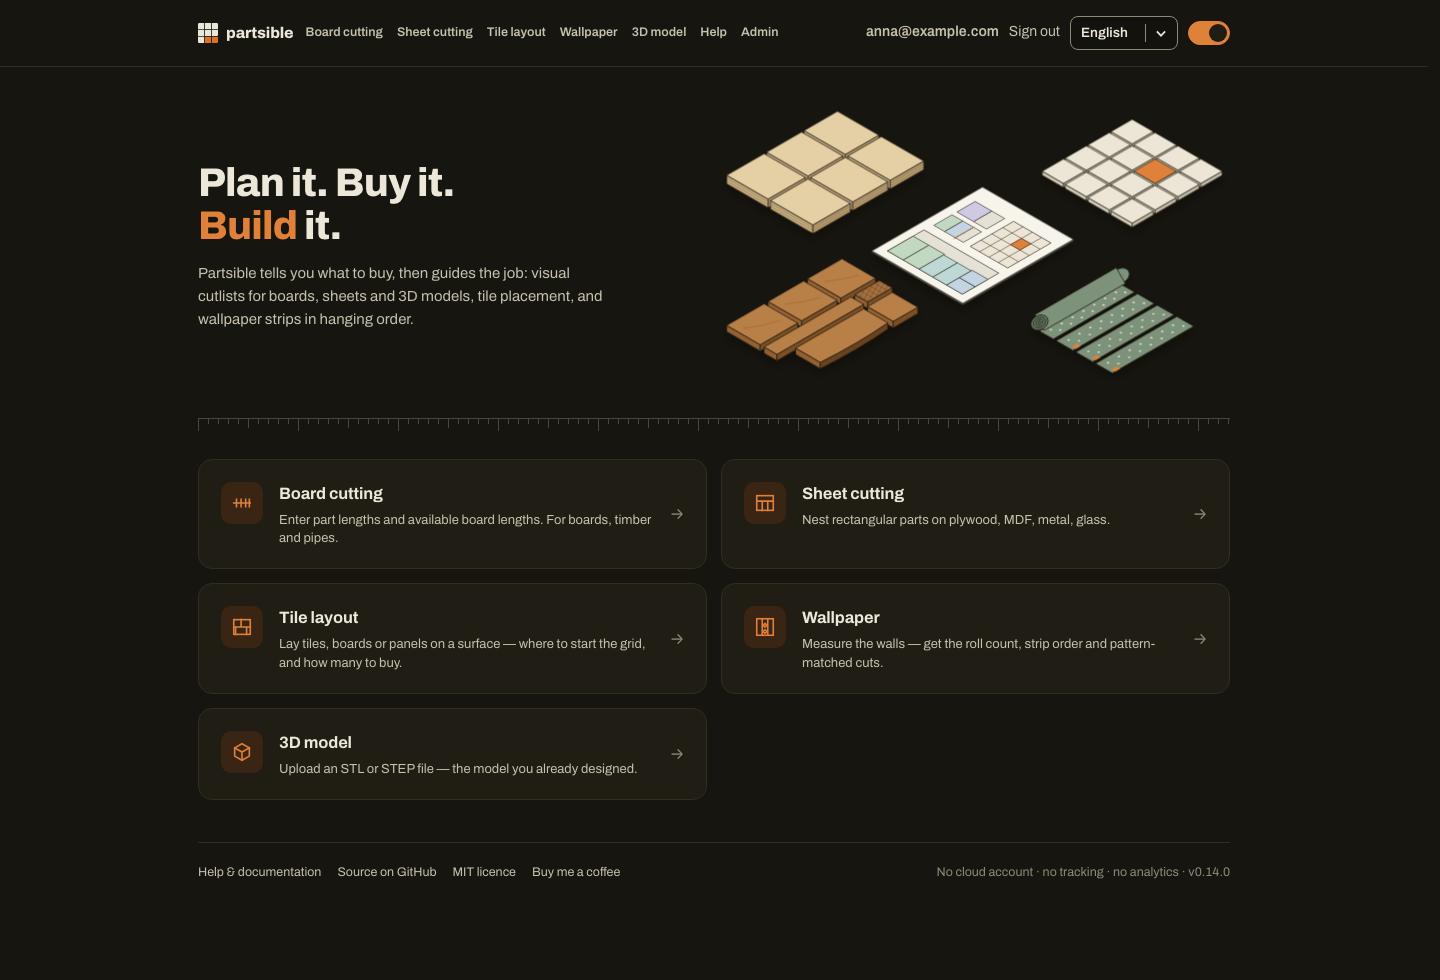 partsible
Board cutting
Sheet cutting
Tile layout
Wallpaper
3D model
Help
Admin
anna@example.com
Sign out
English
Plan it. Buy it.
Build it.
Partsible tells you what to buy, then guides the job: visual
cutlists for boards, sheets and 3D models, tile placement, and
wallpaper strips in hanging order.
Board cutting
Enter part lengths and available board lengths. For boards, timber
and pipes.
Sheet cutting
Nest rectangular parts on plywood, MDF, metal, glass.
Tile layout
Lay tiles, boards or panels on a surface — where to start the grid,
and how many to buy.
Wallpaper
Measure the walls — get the roll count, strip order and pattern-
matched cuts.
3D model
Upload an STL or STEP file — the model you already designed.
Help & documentation
Source on GitHub
MIT licence
Buy me a coffee
No cloud account · no tracking · no analytics · v0.14.0